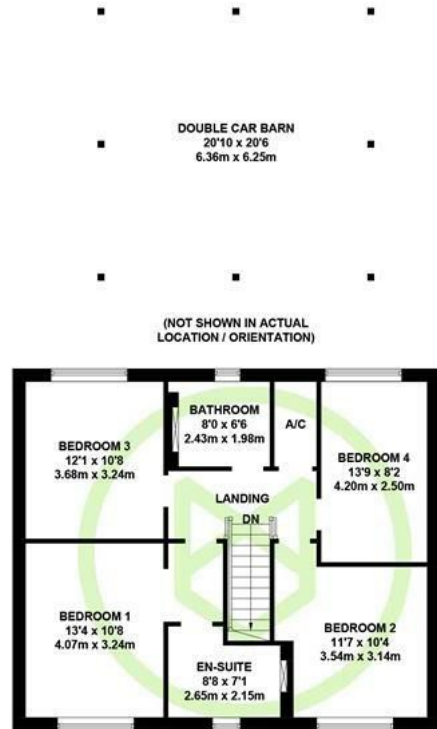 DOUBLE CAR BARN
20'10 x 20'6
6.36m x 6.25m
(NOT SHOWN IN ACTUAL
LOCATION / ORIENTATION)
BATHROOM
8'0 x 6'6
2.43m x 1.98m
A/C
BEDROOM 3
12'1 x 10'8
3.68m x 3.24m
BEDROOM 4
13'9 x 8'2
4.20m x 2.50m
LANDING
DN
BEDROOM 1
13'4 x 10'8
4.07m x 3.24m
BEDROOM 2
11'7 x 10'4
3.54m x 3.14m
EN-SUITE
8'8 x 7'1
2.65m x 2.15m